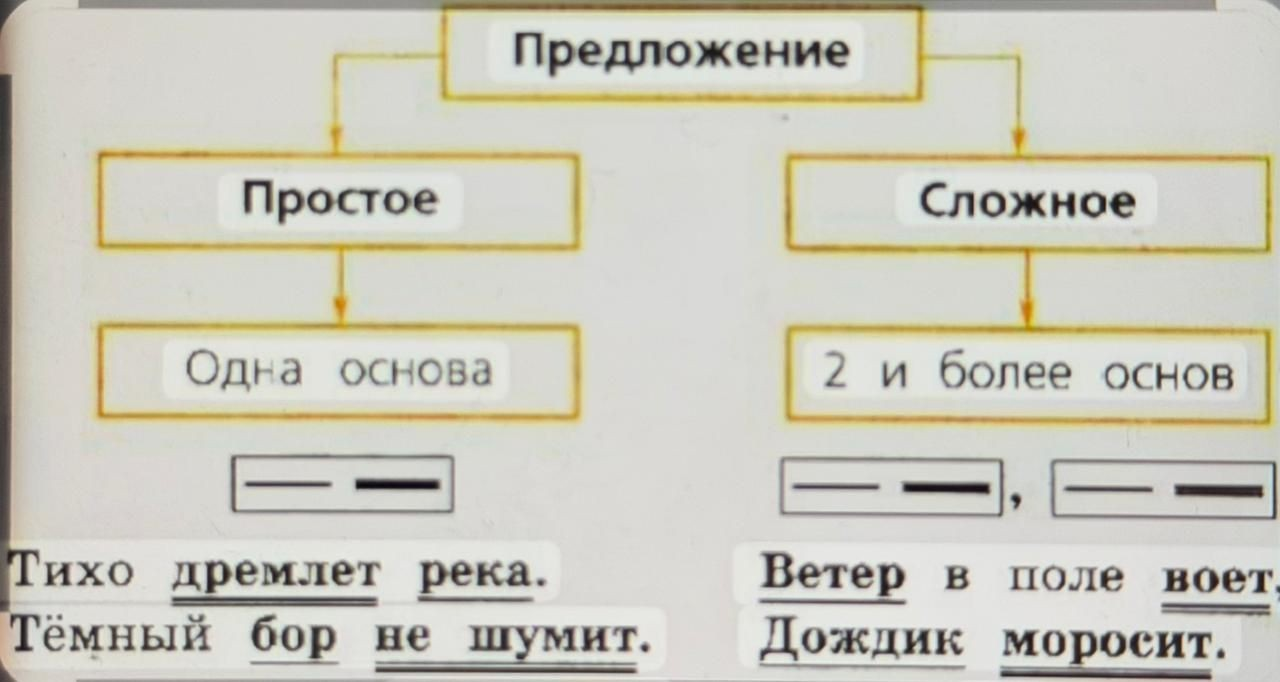 Предложение
Простое
Сложное
Одна основа
2 и более основ
,
Тихо дремлет река.
Тёмный бор не шумит.
Ветер в поле воет,
Дождик моросит.